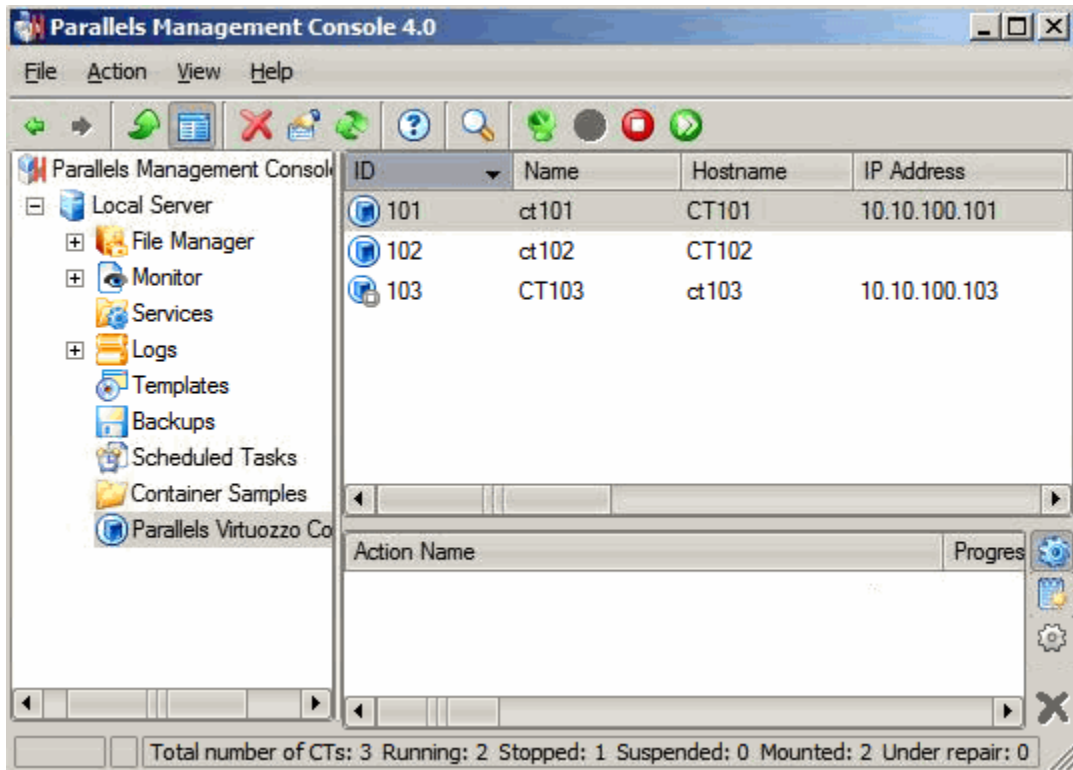 Parallels Management Console 4.0
File Action View Help
Parallels Management Consol
Local Server
File Manager
Monitor
Services
Logs
Templates
Backups
Scheduled Tasks
Container Samples
Parallels Virtuozzo Co
ID Name Hostname IP Address
101 ct101 CT101 10.10.100.101
102 ct102 CT102
103 CT103 ct103 10.10.100.103
Action Name Progres
Total number of CTs: 3 Running: 2 Stopped: 1 Suspended: 0 Mounted: 2 Under repair: 0